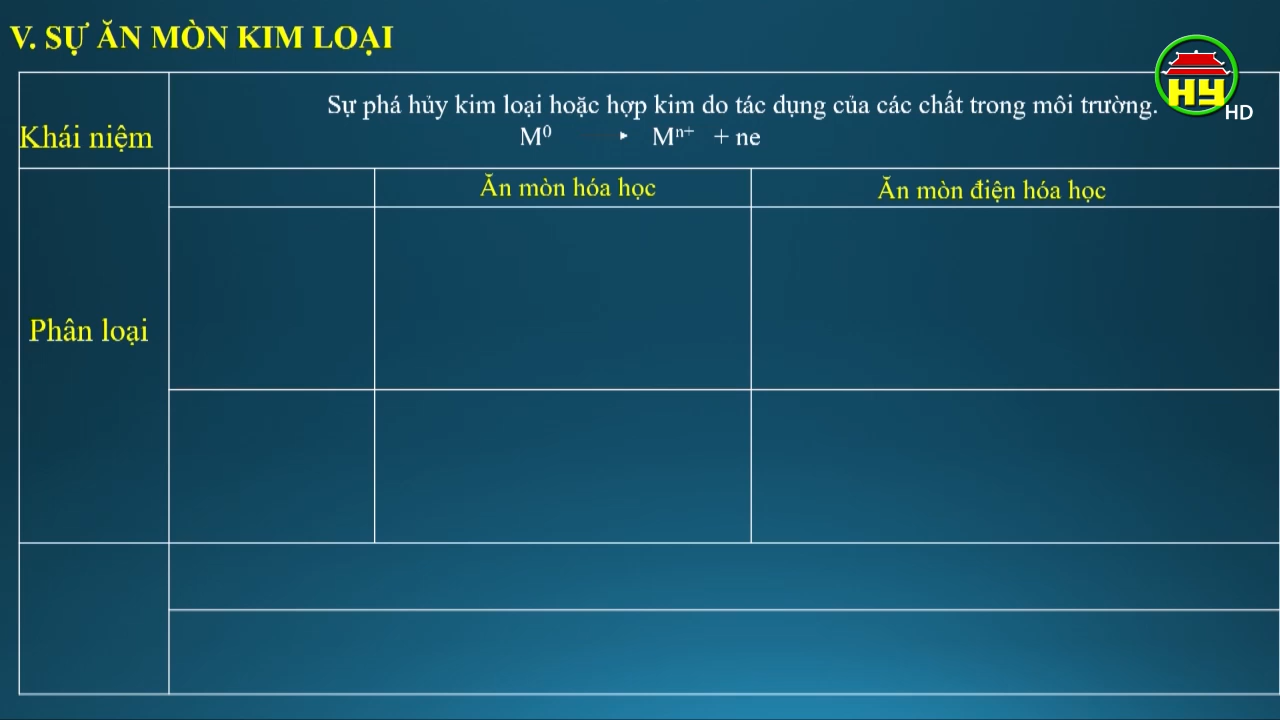 V. SỰ ĂN MÒN KIM LOẠI
HY HD
Khái niệm
Sự phá hủy kim loại hoặc hợp kim do tác dụng của các chất trong môi trường.
M⁰ ‣ Mⁿ⁺ + ne
Ăn mòn hóa học
Ăn mòn điện hóa học
Phân loại